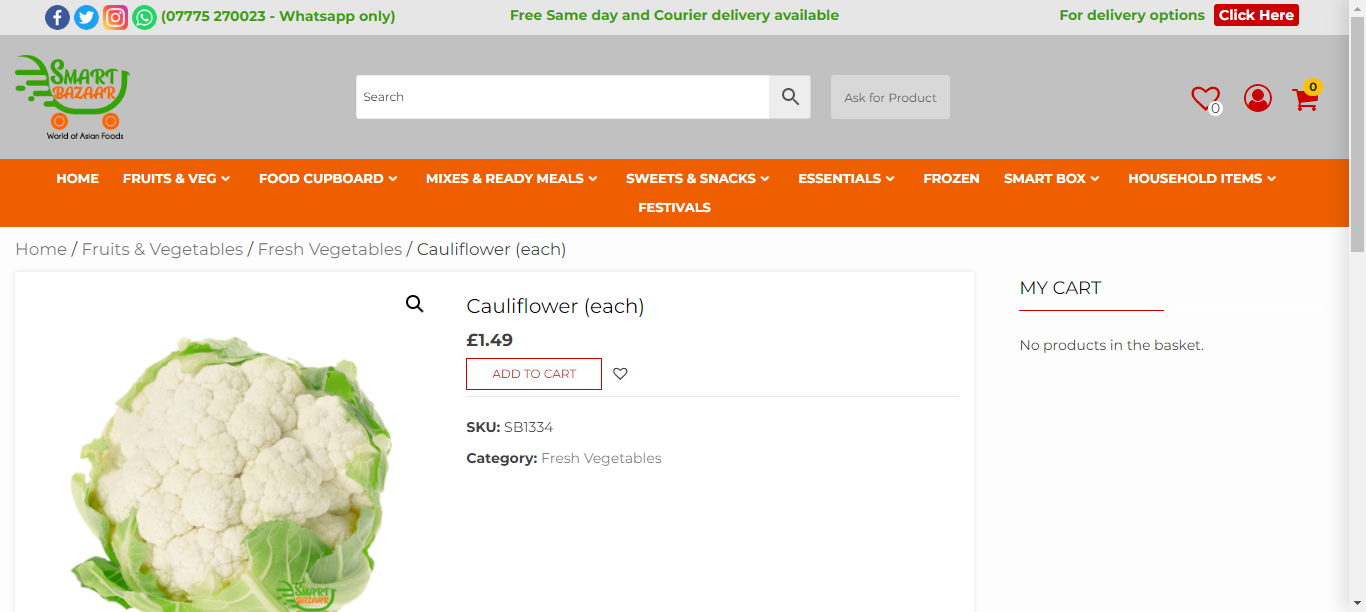 (07775 270023 - Whatsapp only)
Free Same day and Courier delivery available
For delivery options Click Here
SMART
BAZAAR
World of Asian Foods
Search
Ask for Product
0
0
HOME FRUITS & VEG FOOD CUPBOARD MIXES & READY MEALS SWEETS & SNACKS ESSENTIALS FROZEN SMART BOX HOUSEHOLD ITEMS
FESTIVALS
Home / Fruits & Vegetables / Fresh Vegetables / Cauliflower (each)
Cauliflower (each)
£1.49
ADD TO CART
SKU: SB1334
Category: Fresh Vegetables
MY CART
No products in the basket.
SMART
BAZAAR